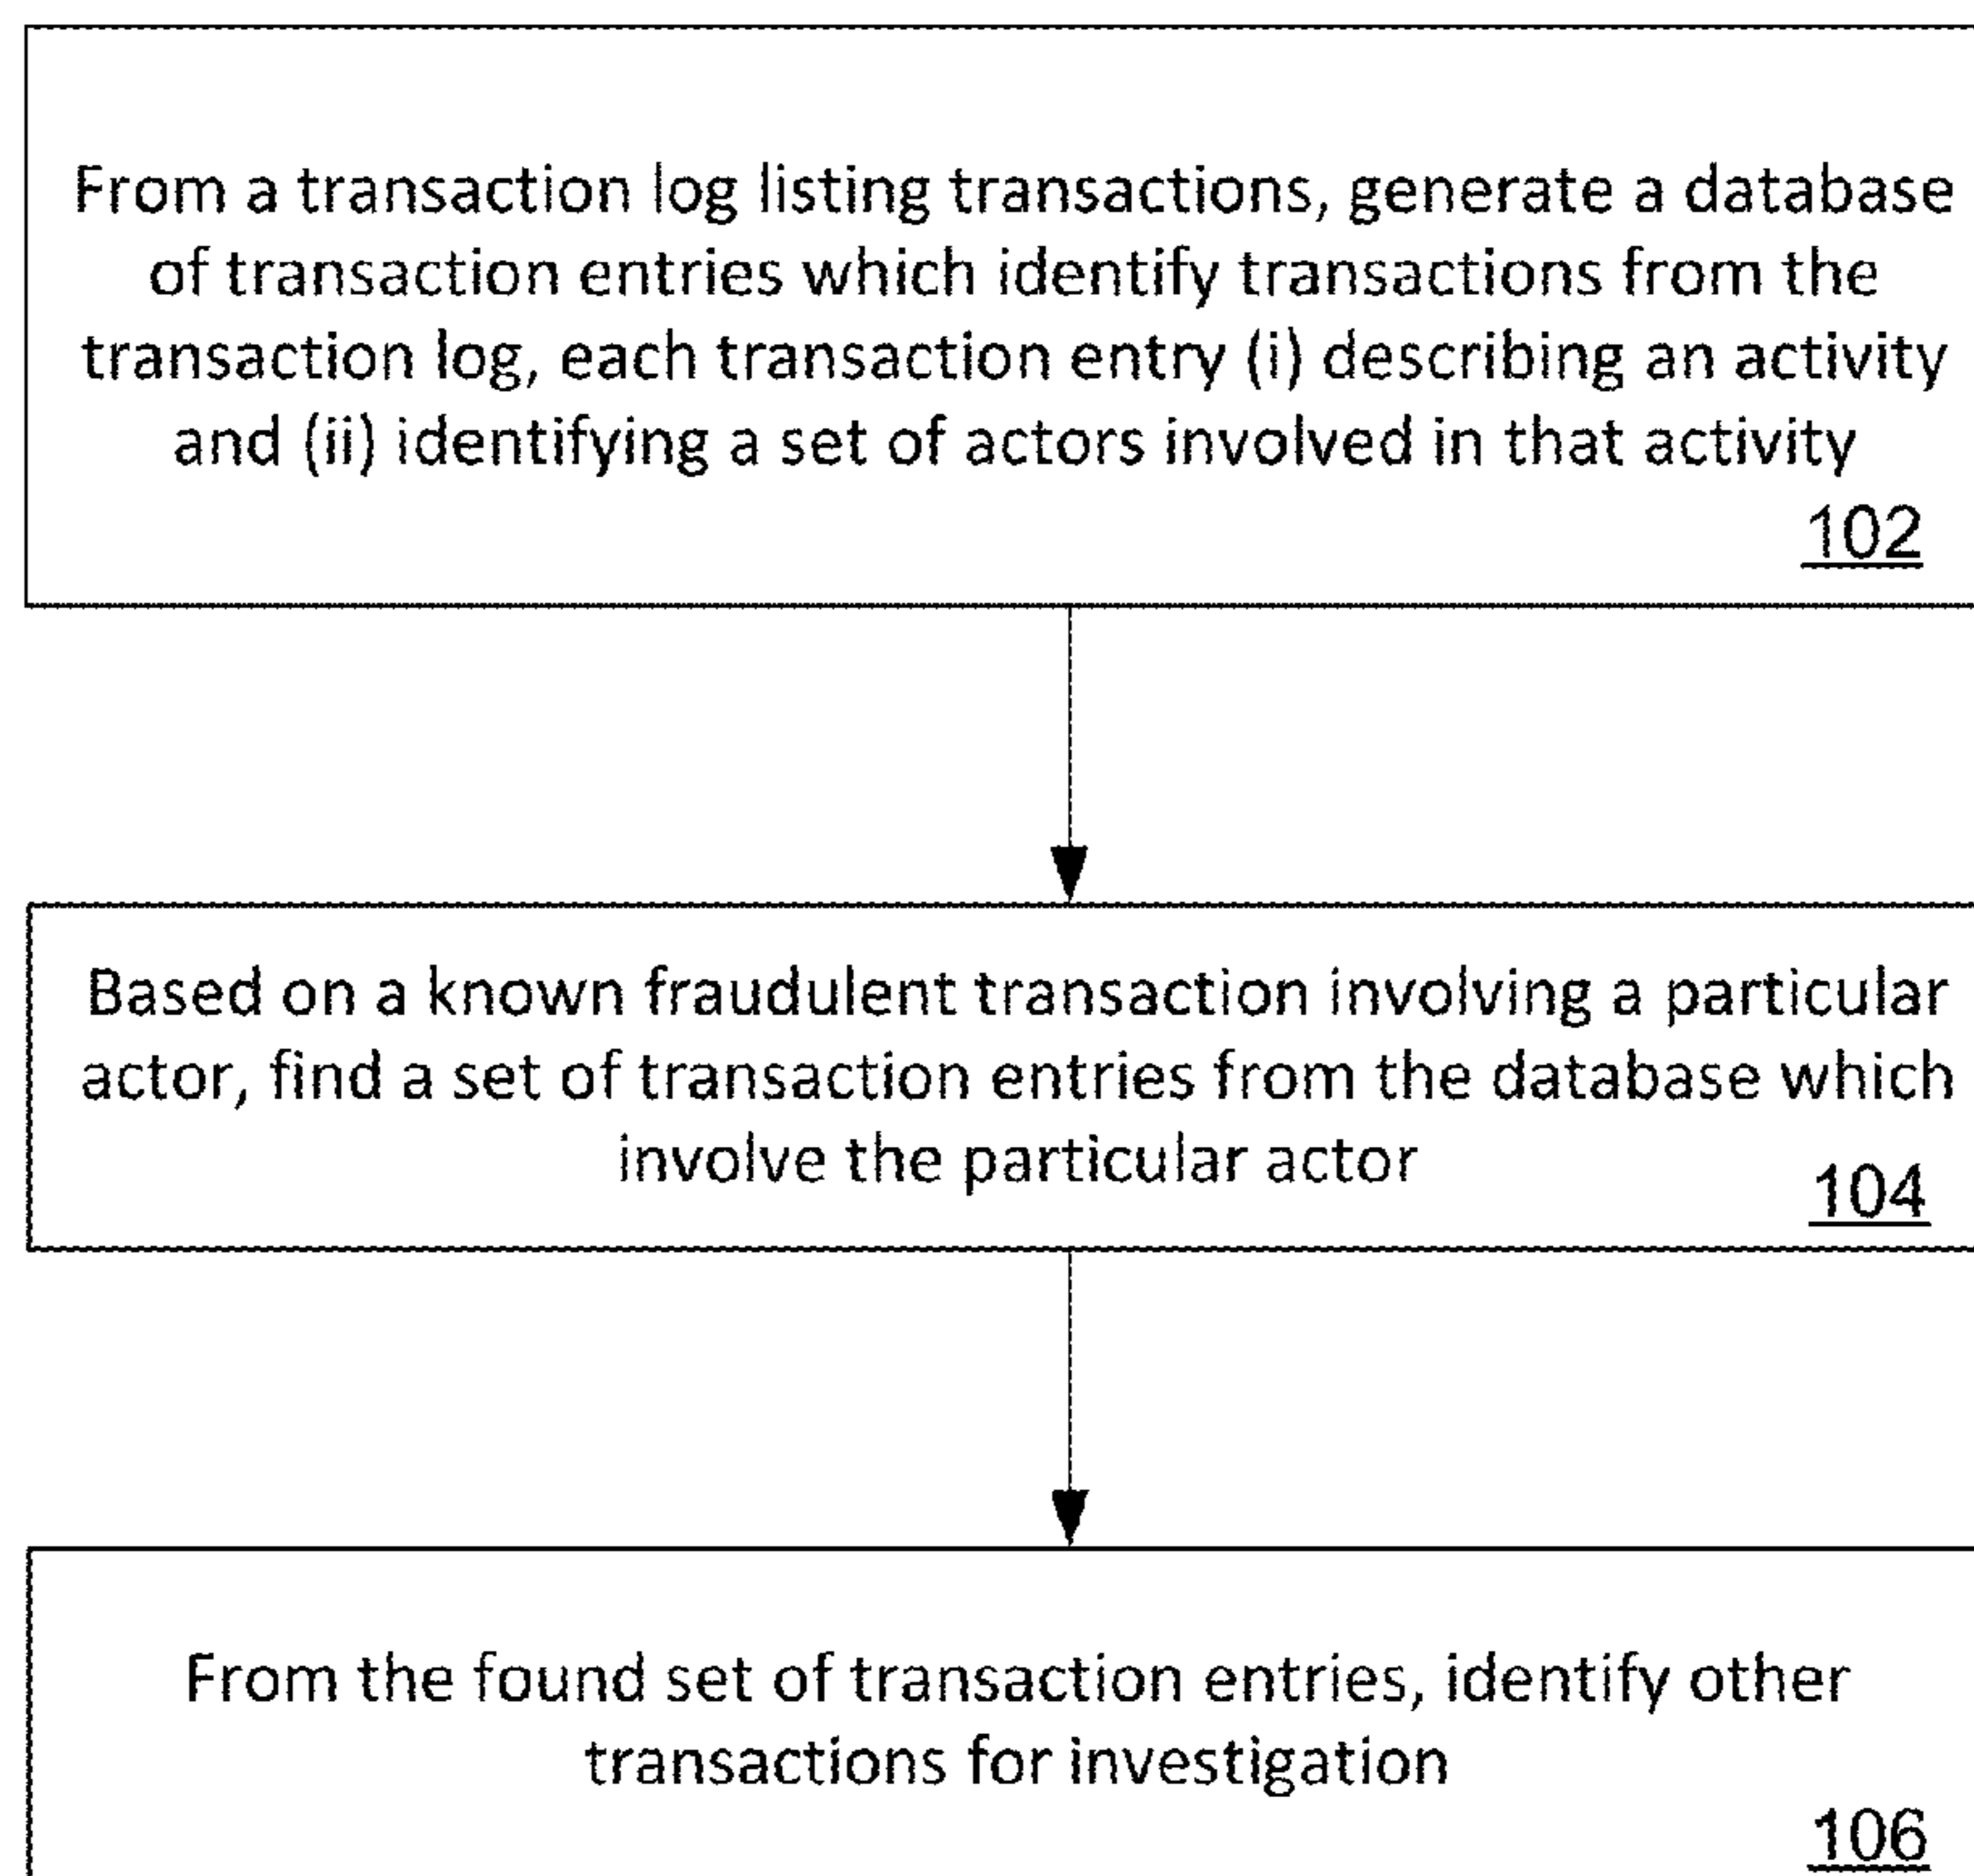 From a transaction log listing transactions, generate a database
of transaction entries which identify transactions from the
transaction log, each transaction entry (i) describing an activity
and (ii) identifying a set of actors involved in that activity
102
Based on a known fraudulent transaction involving a particular
actor, find a set of transaction entries from the database which
involve the particular actor
104
From the found set of transaction entries, identify other
transactions for investigation
106